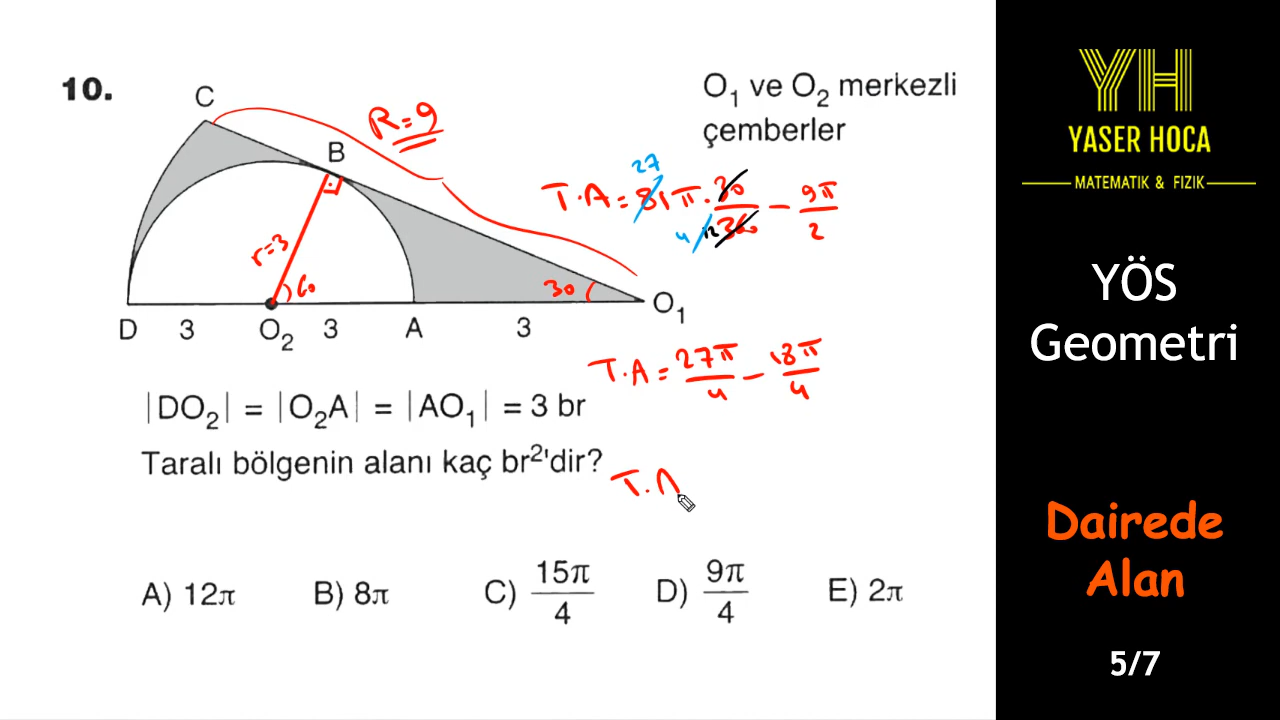 10.
C
R=9
B
r=3
60
30
D 3 O₂ 3 A 3 O₁
O₁ ve O₂ merkezli
çemberler
T.A = 81π · 30/360 − 9π/2
27
4 12
T.A = 27π/4 − 18π/4
|DO₂| = |O₂A| = |AO₁| = 3 br
Taralı bölgenin alanı kaç br²'dir?
T.A
A) 12π B) 8π C) 15π/4 D) 9π/4 E) 2π
YH
YASER HOCA
MATEMATIK & FIZIK
YÖS
Geometri
Dairede
Alan
5/7